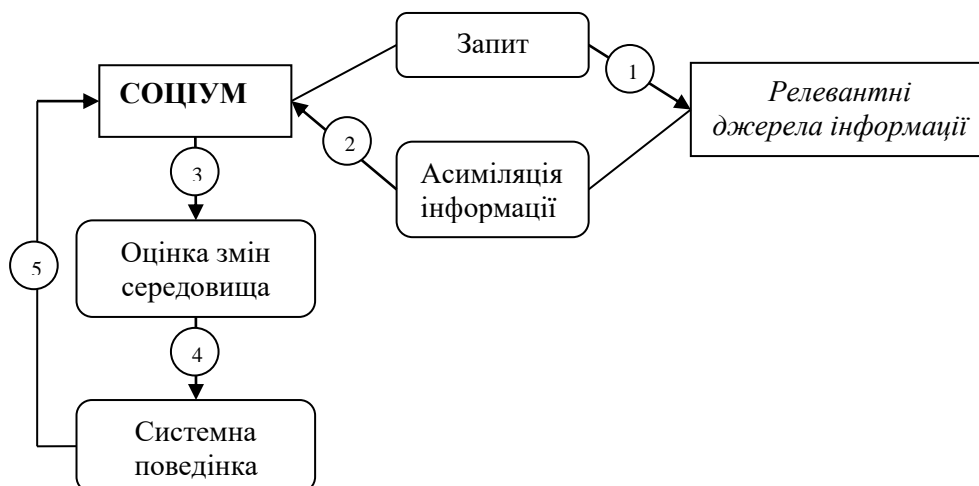 Запит
1
СОЦІУМ
Релевантні
джерела інформації
2
Асиміляція
інформації
3
Оцінка змін
середовища
5
4
Системна
поведінка